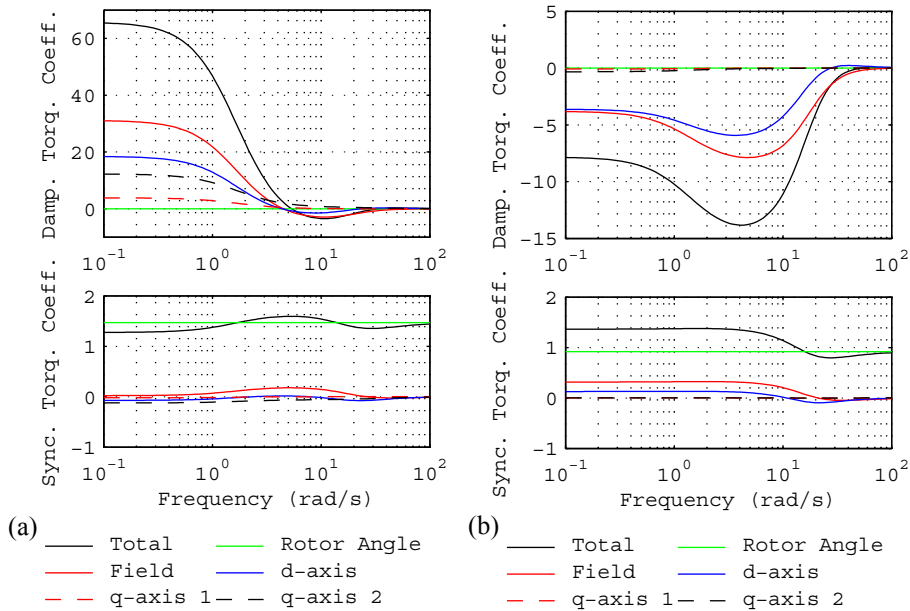 Damp. Torq. Coeff.
60
40
20
0
10^-1 10^0 10^1 10^2
Sync. Torq. Coeff.
2
1
0
-1
10^-1 10^0 10^1 10^2
Frequency (rad/s)
(a)
Total Rotor Angle
Field d-axis
q-axis 1 q-axis 2
Damp. Torq. Coeff.
5
0
-5
-10
-15
10^-1 10^0 10^1 10^2
Sync. Torq. Coeff.
2
1
0
-1
10^-1 10^0 10^1 10^2
Frequency (rad/s)
(b)
Total Rotor Angle
Field d-axis
q-axis 1 q-axis 2